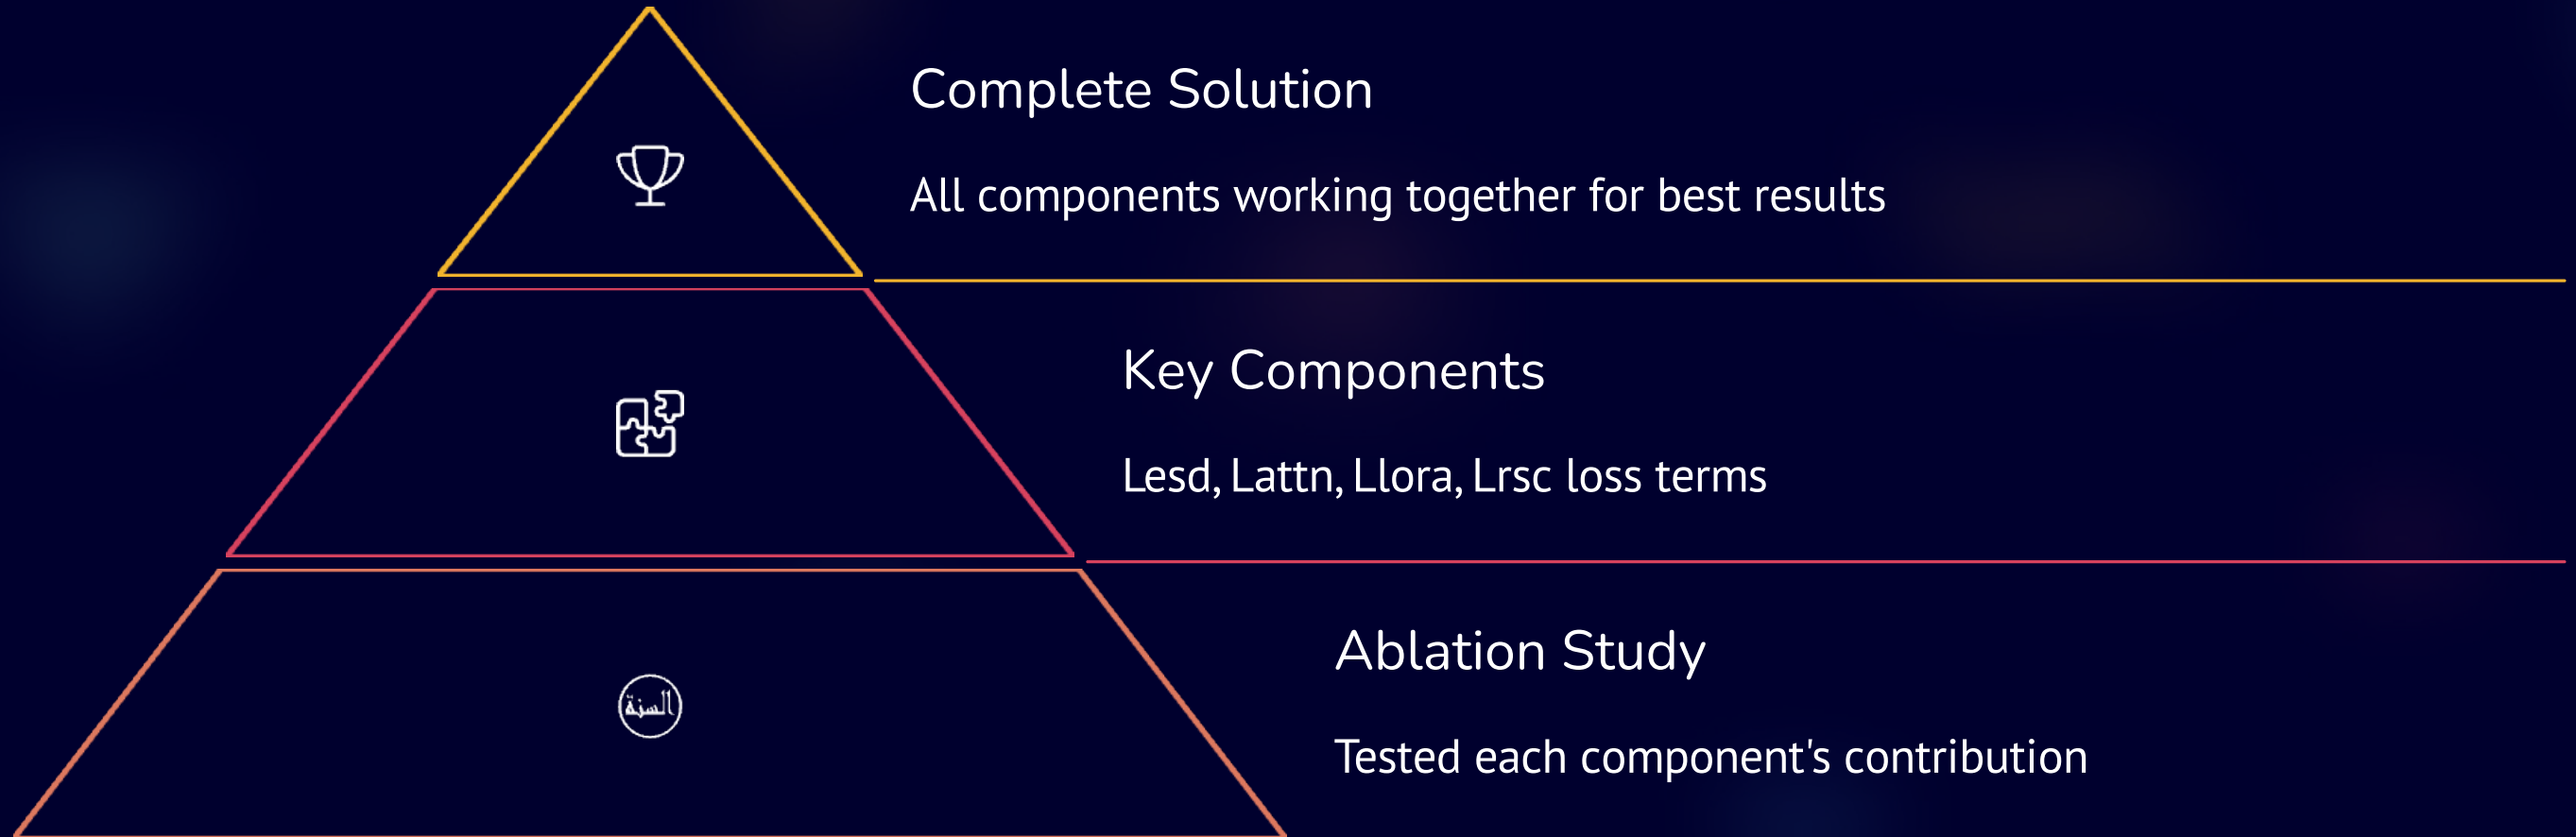 Complete Solution
All components working together for best results
Key Components
Lesd, Lattn, Llora, Lrsc loss terms
السنة
Ablation Study
Tested each component's contribution